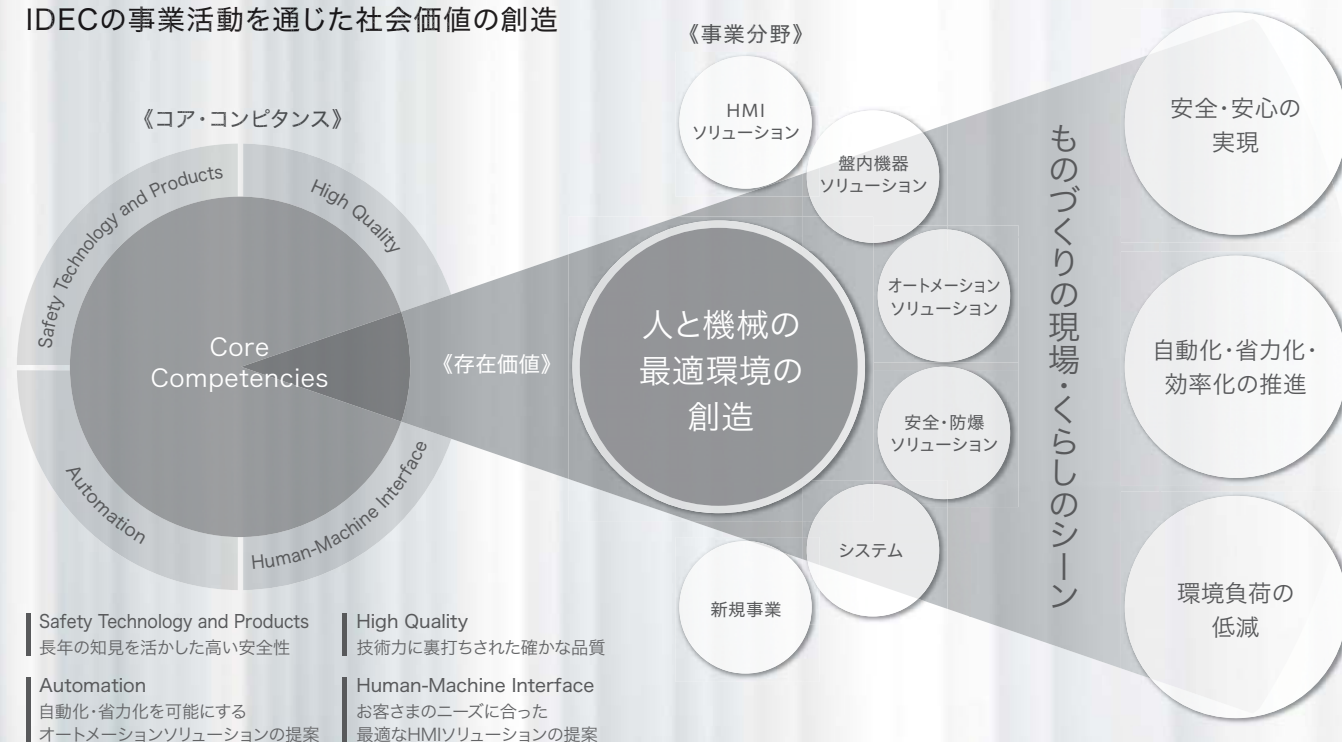 IDECの事業活動を通じた社会価値の創造
《コア・コンピタンス》
Safety Technology and Products
High Quality
Automation
Human-Machine Interface
Core
Competencies
《存在価値》
人と機械の
最適環境の
創造
《事業分野》
HMI
ソリューション
盤内機器
ソリューション
オートメーション
ソリューション
安全・防爆
ソリューション
システム
新規事業
ものづくりの現場・くらしのシーン
安全・安心の
実現
自動化・省力化・
効率化の推進
環境負荷の
低減
Safety Technology and Products
長年の知見を活かした高い安全性
High Quality
技術力に裏打ちされた確かな品質
Automation
自動化・省力化を可能にする
オートメーションソリューションの提案
Human-Machine Interface
お客さまのニーズに合った
最適なHMIソリューションの提案